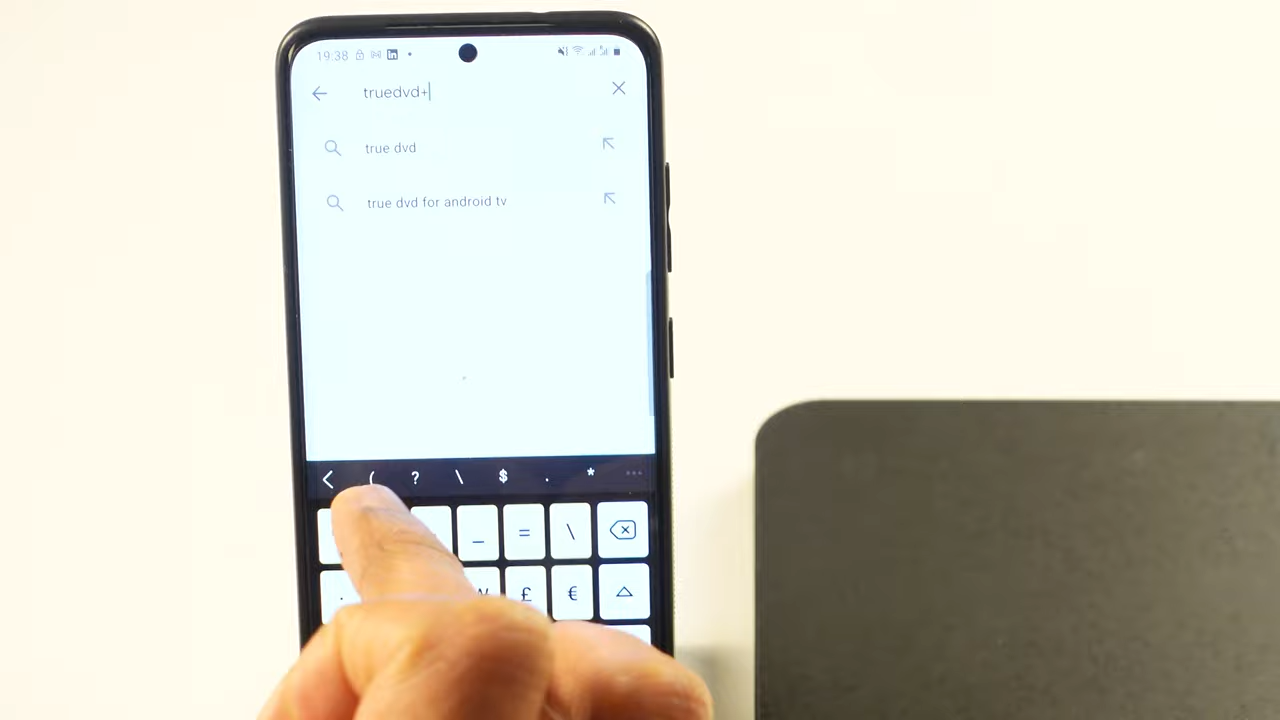 19:38
truedvd+
true dvd
true dvd for android tv
( ? \ $ . *
_ = \
£ €